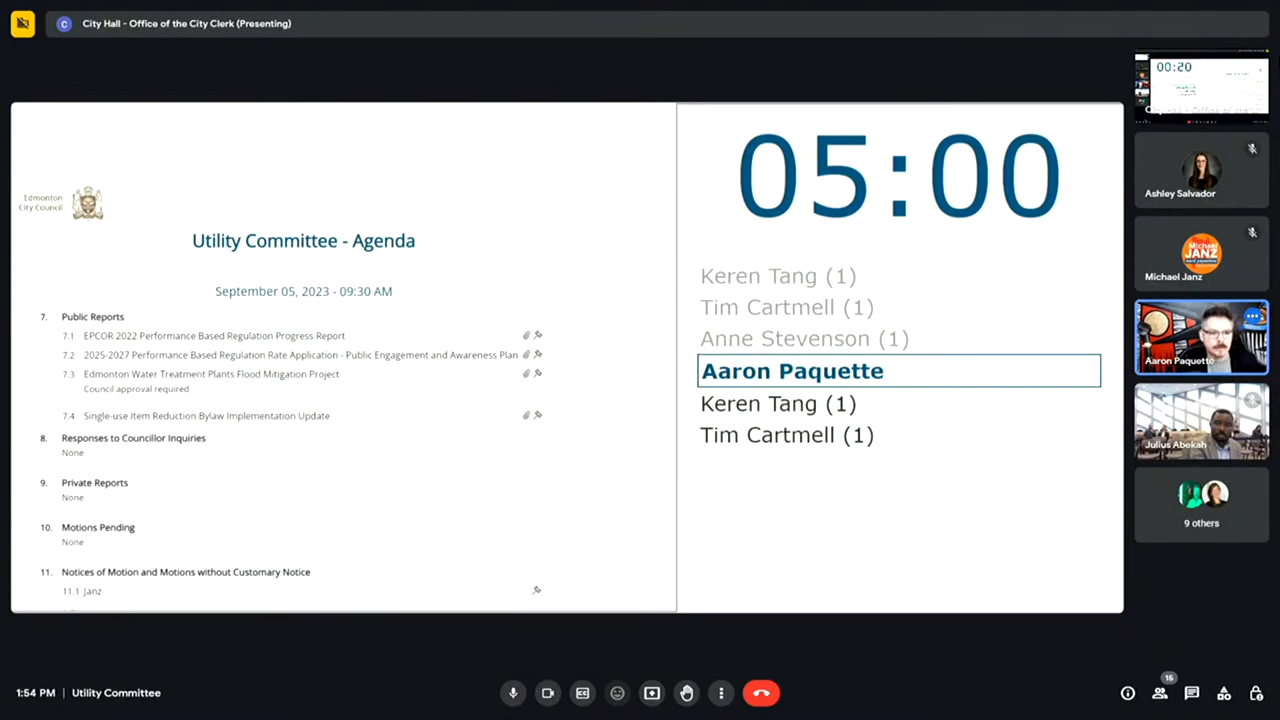 C
City Hall - Office of the City Clerk (Presenting)
Edmonton
City Council
Utility Committee - Agenda
September 05, 2023 - 09:30 AM
7. Public Reports
7.1 EPCOR 2022 Performance Based Regulation Progress Report
7.2 2025-2027 Performance Based Regulation Rate Application - Public Engagement and Awareness Plan
7.3 Edmonton Water Treatment Plants Flood Mitigation Project
Council approval required
7.4 Single-use Item Reduction Bylaw Implementation Update
8. Responses to Councillor Inquiries
None
9. Private Reports
None
10. Motions Pending
None
11. Notices of Motion and Motions without Customary Notice
11.1 Janz
05:00
Keren Tang (1)
Tim Cartmell (1)
Anne Stevenson (1)
Aaron Paquette
Keren Tang (1)
Tim Cartmell (1)
00:20
Ashley Salvador
Michael JANZ
Michael Janz
Aaron Paquette
Julius Abekah
9 others
1:54 PM | Utility Committee
CC
15